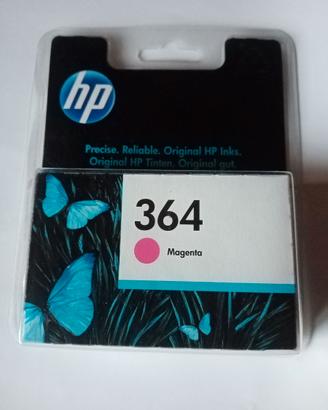 hp
Precise. Reliable. Original HP Inks.
Original HP Tinten. Original gut.
364
Magenta